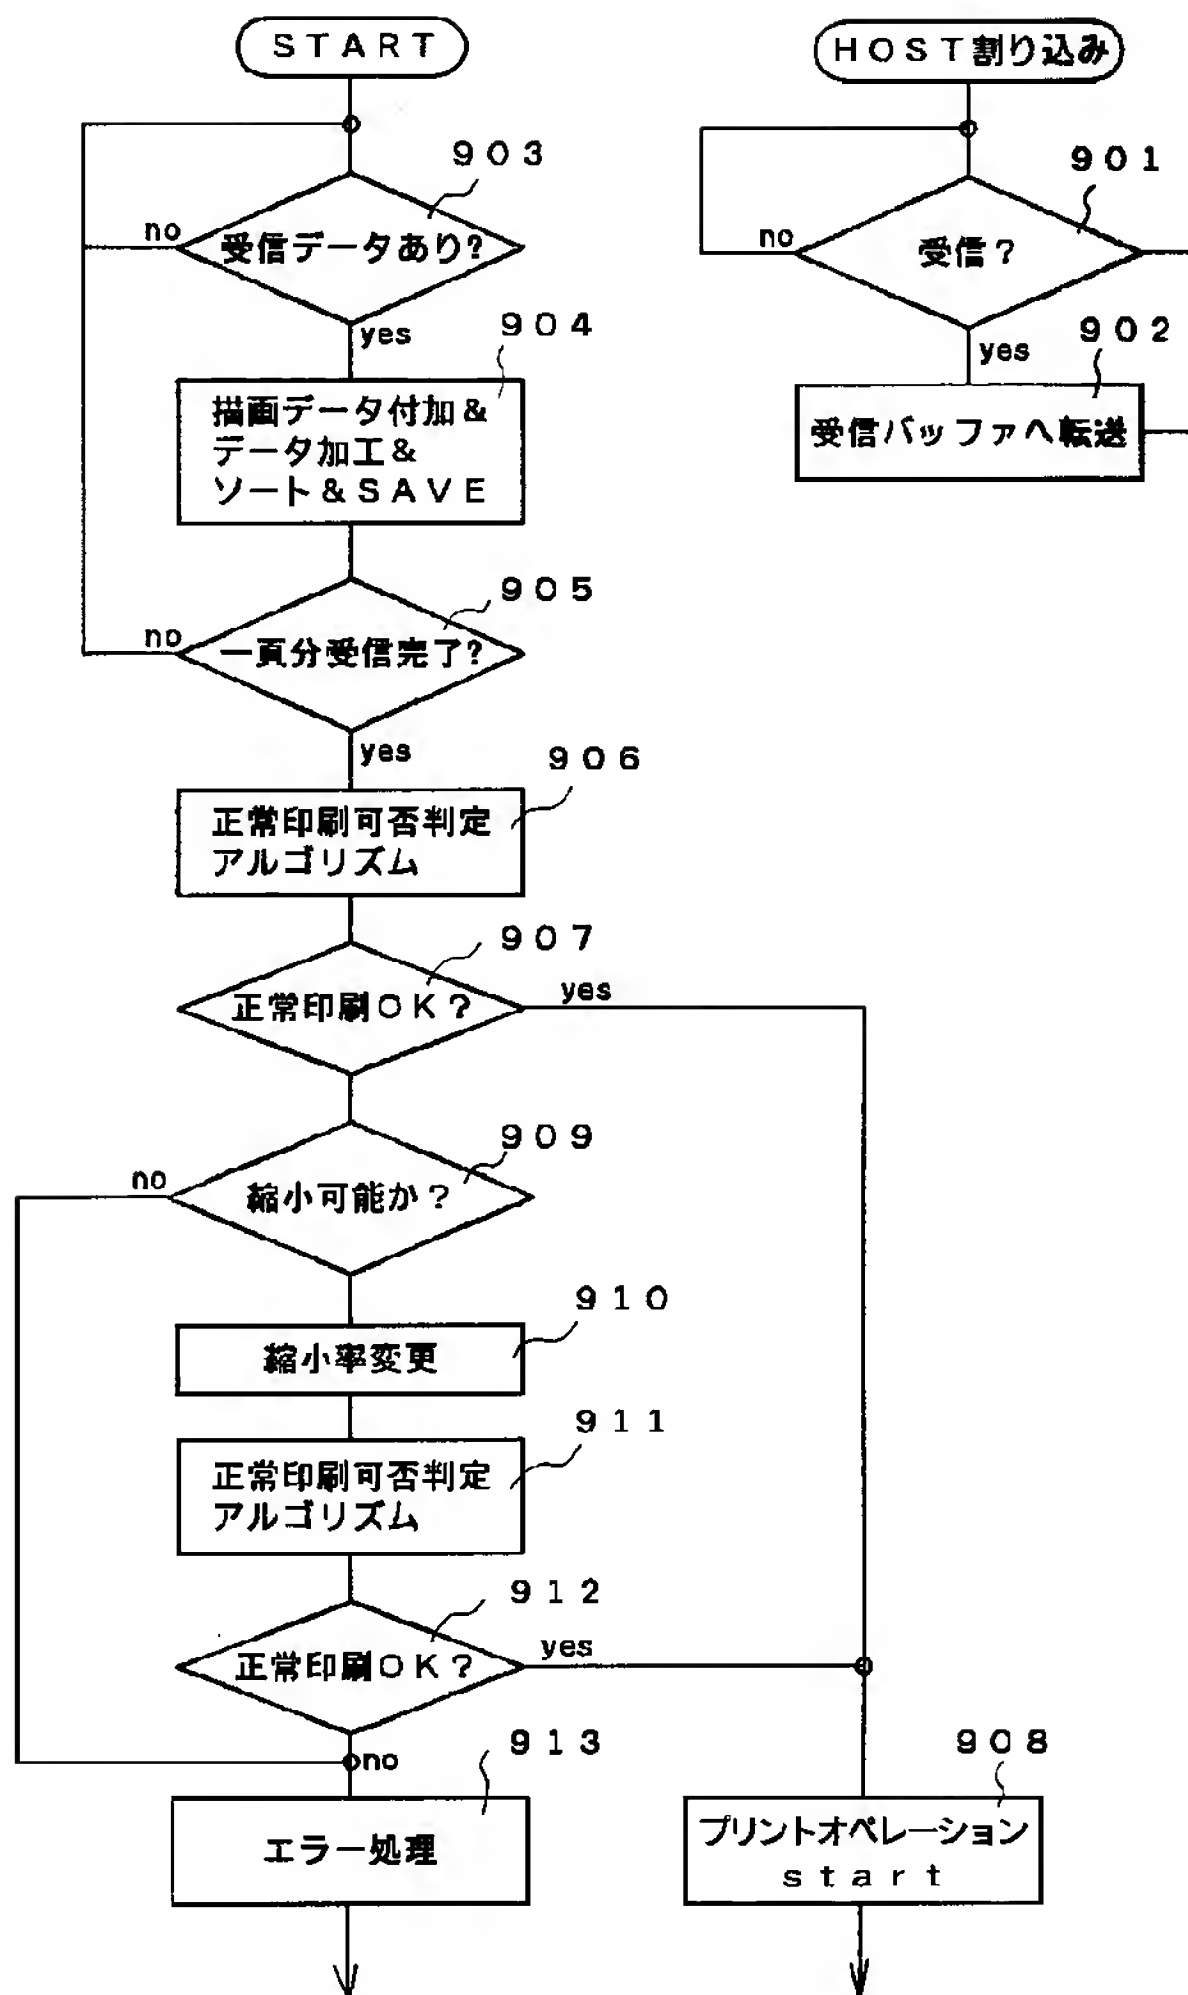 START
903
no
受信データあり?
yes
904
描画データ付加&
データ加工&
ソート&SAVE
905
no
一頁分受信完了?
yes
906
正常印刷可否判定
アルゴリズム
907
正常印刷OK?
yes
909
no
縮小可能か?
910
縮小率変更
911
正常印刷可否判定
アルゴリズム
912
正常印刷OK?
yes
no
913
エラー処理
908
プリントオペレーション
start
HOST割り込み
901
no
受信?
yes
902
受信バッファへ転送